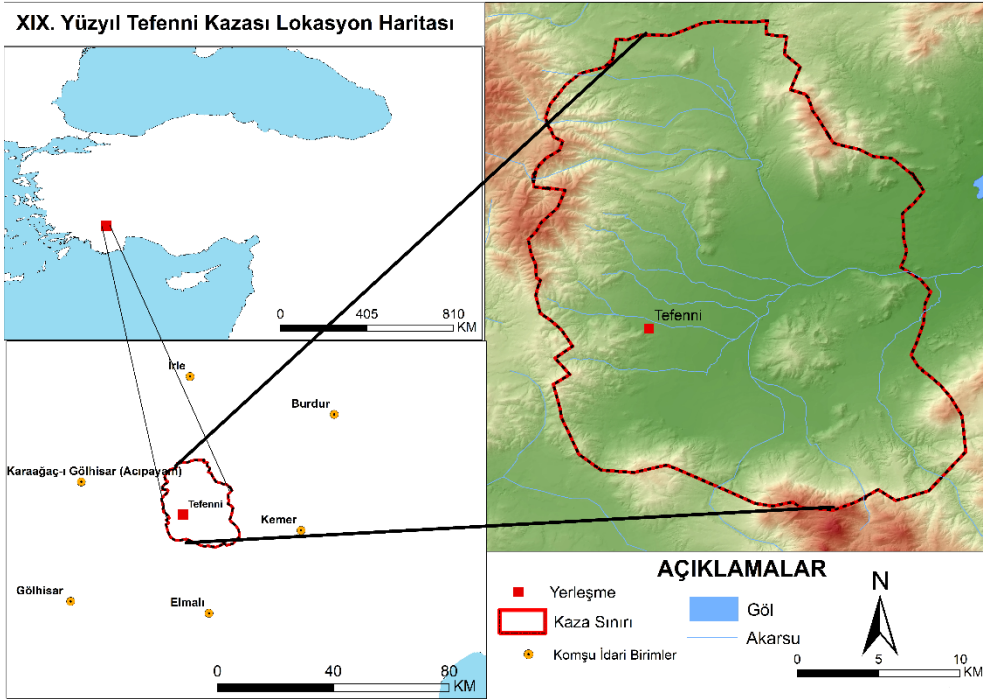 XIX. Yüzyıl Tefenni Kazası Lokasyon Haritası
0 405 810
KM
İrle
Burdur
Karaağaç-ı Gölhisar (Acıpayam)
Tefenni
Kemer
Gölhisar
Elmalı
0 40 80
KM
Tefenni
AÇIKLAMALAR
Yerleşme
Kaza Sınırı
Komşu İdari Birimler
Göl
Akarsu
N
0 5 10
KM